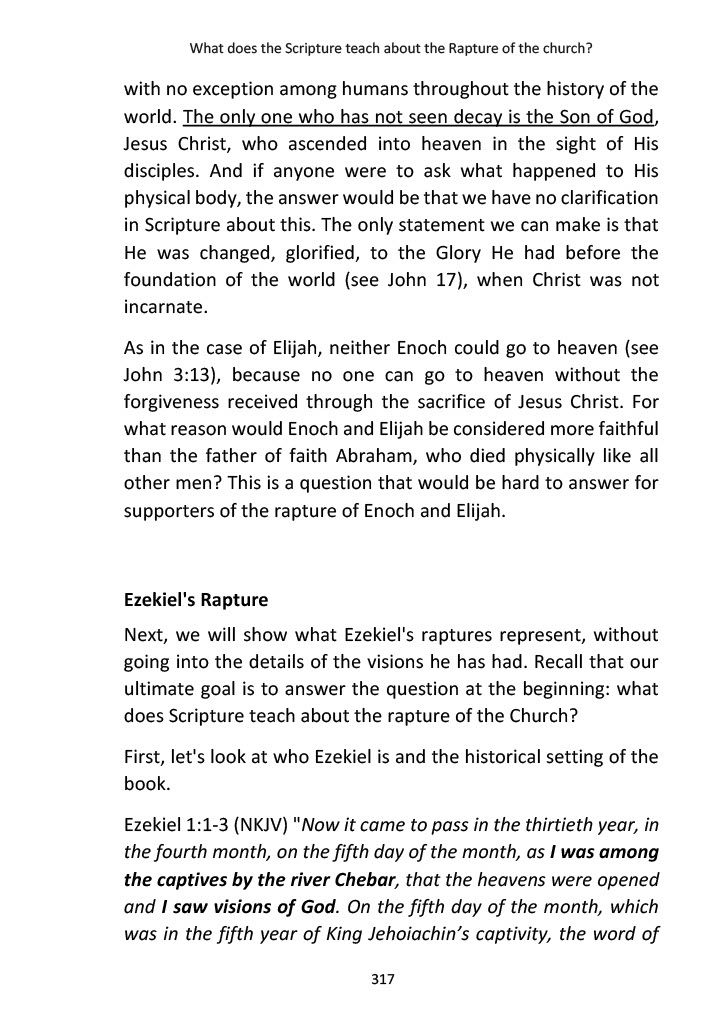 What does the Scripture teach about the Rapture of the church?
with no exception among humans throughout the history of the
world. The only one who has not seen decay is the Son of God,
Jesus Christ, who ascended into heaven in the sight of His
disciples. And if anyone were to ask what happened to His
physical body, the answer would be that we have no clarification
in Scripture about this. The only statement we can make is that
He was changed, glorified, to the Glory He had before the
foundation of the world (see John 17), when Christ was not
incarnate.
As in the case of Elijah, neither Enoch could go to heaven (see
John 3:13), because no one can go to heaven without the
forgiveness received through the sacrifice of Jesus Christ. For
what reason would Enoch and Elijah be considered more faithful
than the father of faith Abraham, who died physically like all
other men? This is a question that would be hard to answer for
supporters of the rapture of Enoch and Elijah.
Ezekiel's Rapture
Next, we will show what Ezekiel's raptures represent, without
going into the details of the visions he has had. Recall that our
ultimate goal is to answer the question at the beginning: what
does Scripture teach about the rapture of the Church?
First, let's look at who Ezekiel is and the historical setting of the
book.
Ezekiel 1:1-3 (NKJV) "Now it came to pass in the thirtieth year, in
the fourth month, on the fifth day of the month, as I was among
the captives by the river Chebar, that the heavens were opened
and I saw visions of God. On the fifth day of the month, which
was in the fifth year of King Jehoiachin’s captivity, the word of
317